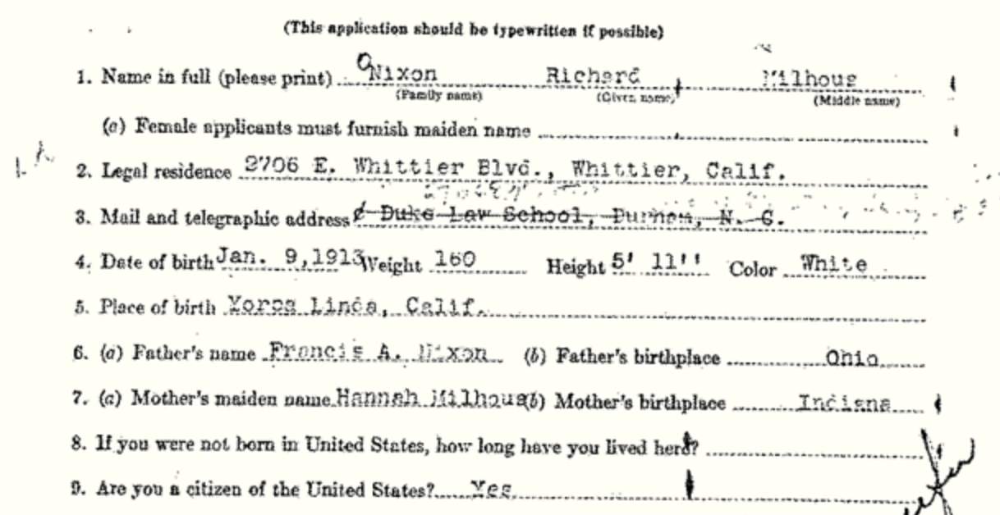 (This application should be typewritten if possible)
1. Name in full (please print) Nixon Richard Milhous
(Family name) (Given name) (Middle name)
(a) Female applicants must furnish maiden name
2. Legal residence 2706 E. Whittier Blvd., Whittier, Calif.
3. Mail and telegraphic address ¢ Duke Law School, Durham, N. C.
4. Date of birth Jan. 9,1913 Weight 160 Height 5' 11'' Color White
5. Place of birth Yorba Linda, Calif.
6. (a) Father's name Francis A. Nixon (b) Father's birthplace Ohio
7. (a) Mother's maiden name Hannah Milhous (b) Mother's birthplace Indiana
8. If you were not born in United States, how long have you lived here?
9. Are you a citizen of the United States? Yes